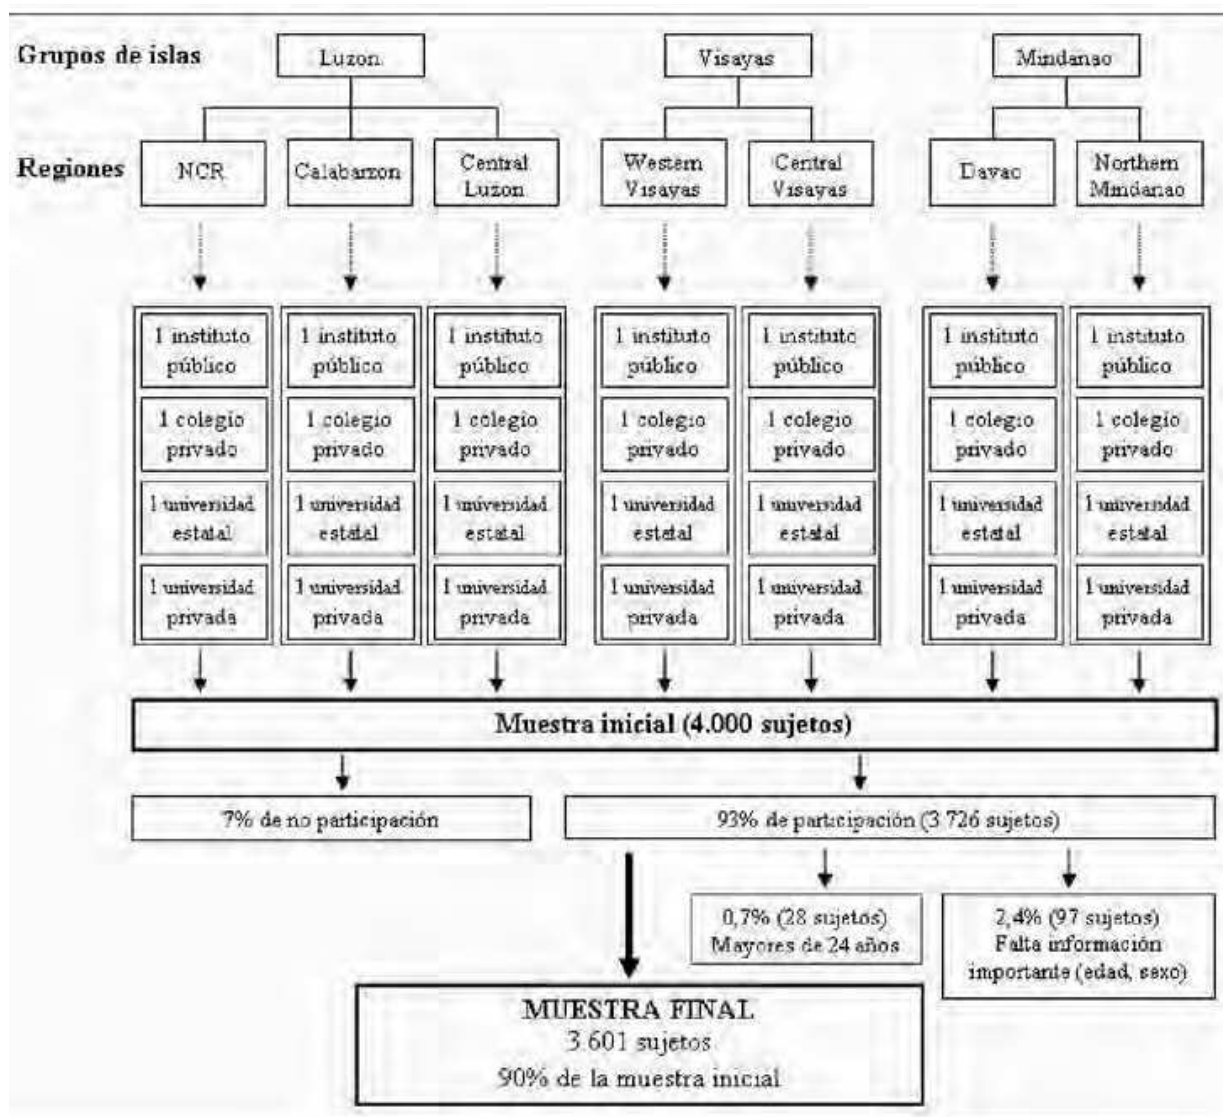 Grupos de islas
Luzon
Visayas
Mindanao
Regiones
NCR
Calabarzon
Central
Luzon
Western
Visayas
Central
Visayas
Davao
Northern
Mindanao
1 instituto
público
1 instituto
público
1 instituto
público
1 instituto
público
1 instituto
público
1 instituto
público
1 instituto
público
1 colegio
privado
1 colegio
privado
1 colegio
privado
1 colegio
privado
1 colegio
privado
1 colegio
privado
1 colegio
privado
1 universidad
estatal
1 universidad
estatal
1 universidad
estatal
1 universidad
estatal
1 universidad
estatal
1 universidad
estatal
1 universidad
estatal
1 universidad
privada
1 universidad
privada
1 universidad
privada
1 universidad
privada
1 universidad
privada
1 universidad
privada
1 universidad
privada
Muestra inicial (4.000 sujetos)
7% de no participación
93% de participación (3.726 sujetos)
0,7% (28 sujetos)
Mayores de 24 años
2,4% (97 sujetos)
Falta información
importante (edad, sexo)
MUESTRA FINAL
3.601 sujetos
90% de la muestra inicial